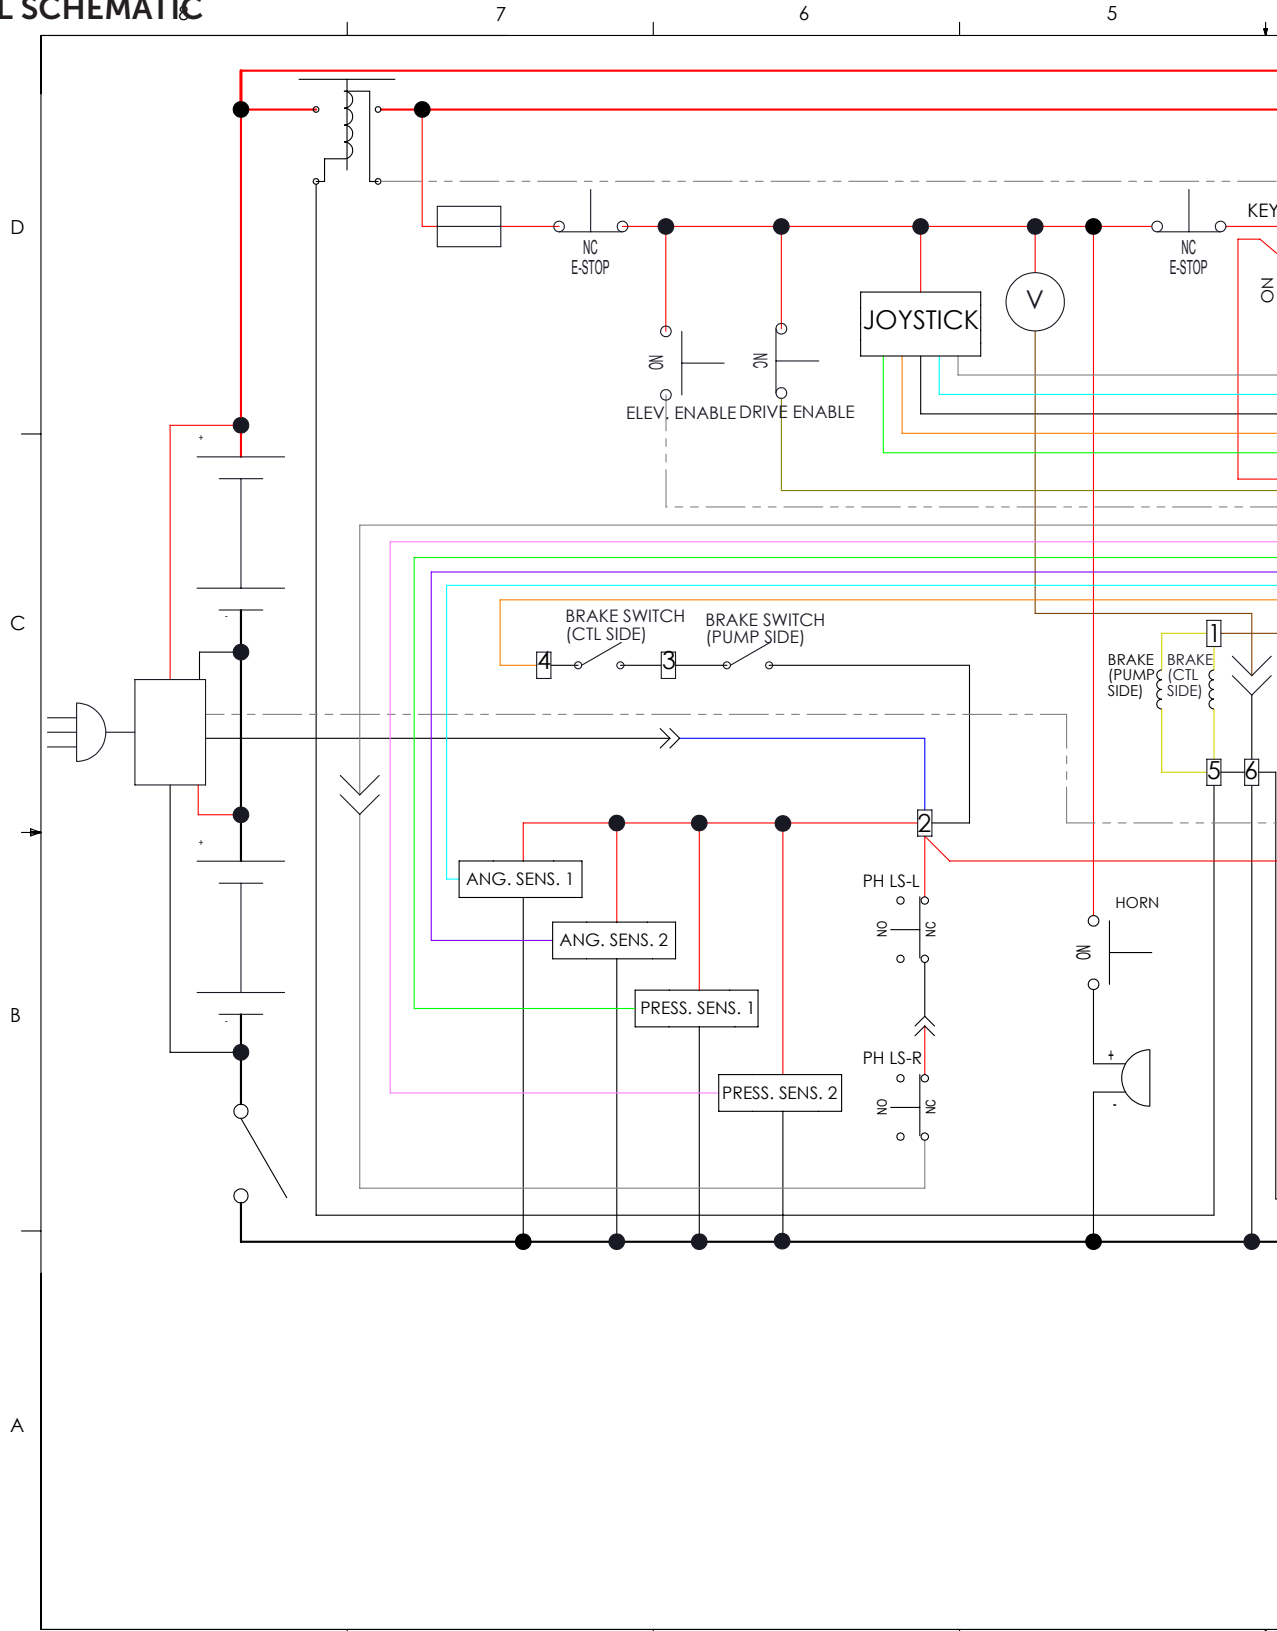 L SCHEMATIC
8
7
6
5
D
KEY
NC
E-STOP
NC
E-STOP
ON
V
JOYSTICK
NO
NC
ELEV. ENABLE
DRIVE ENABLE
+
C
-
BRAKE SWITCH
(CTL SIDE)
BRAKE SWITCH
(PUMP SIDE)
4
3
1
BRAKE
(PUMP
SIDE)
BRAKE
(CTL
SIDE)
5
6
2
+
ANG. SENS. 1
PH LS-L
NO
NC
HORN
NO
ANG. SENS. 2
B
-
PRESS. SENS. 1
PH LS-R
+
-
NO
NC
PRESS. SENS. 2
A